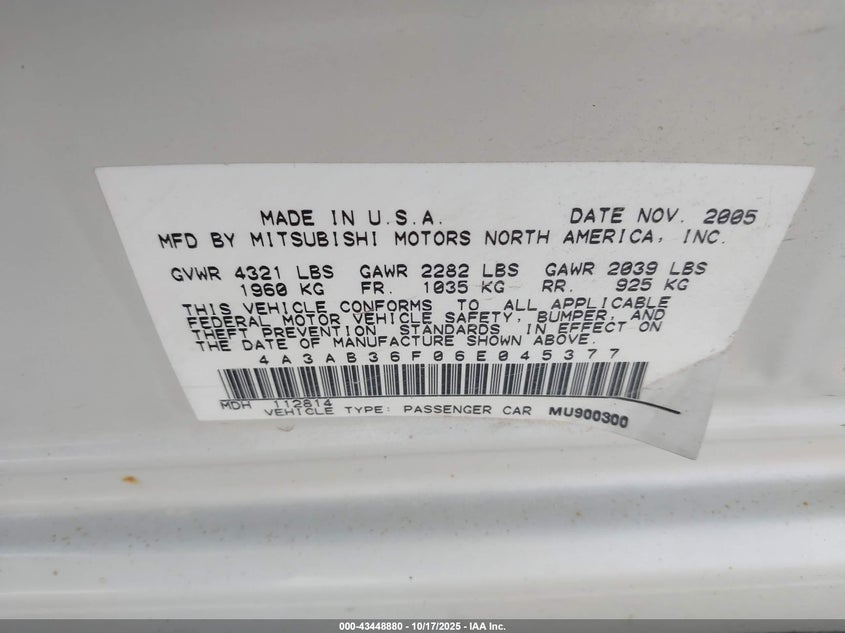 MADE IN U.S.A. DATE NOV. 2005
MFD BY MITSUBISHI MOTORS NORTH AMERICA, INC.
GVWR 4321 LBS GAWR 2282 LBS GAWR 2039 LBS
1960 KG FR. 1035 KG RR. 925 KG
THIS VEHICLE CONFORMS TO ALL APPLICABLE
FEDERAL MOTOR VEHICLE SAFETY, BUMPER, AND
THEFT PREVENTION STANDARDS IN EFFECT ON
THE DATE OF MANUFACTURE SHOWN ABOVE.
4A3AB36F06E045377
MDH 112814
VEHICLE TYPE: PASSENGER CAR MU900300
000-43448880 - 10/17/2025 - IAA Inc.